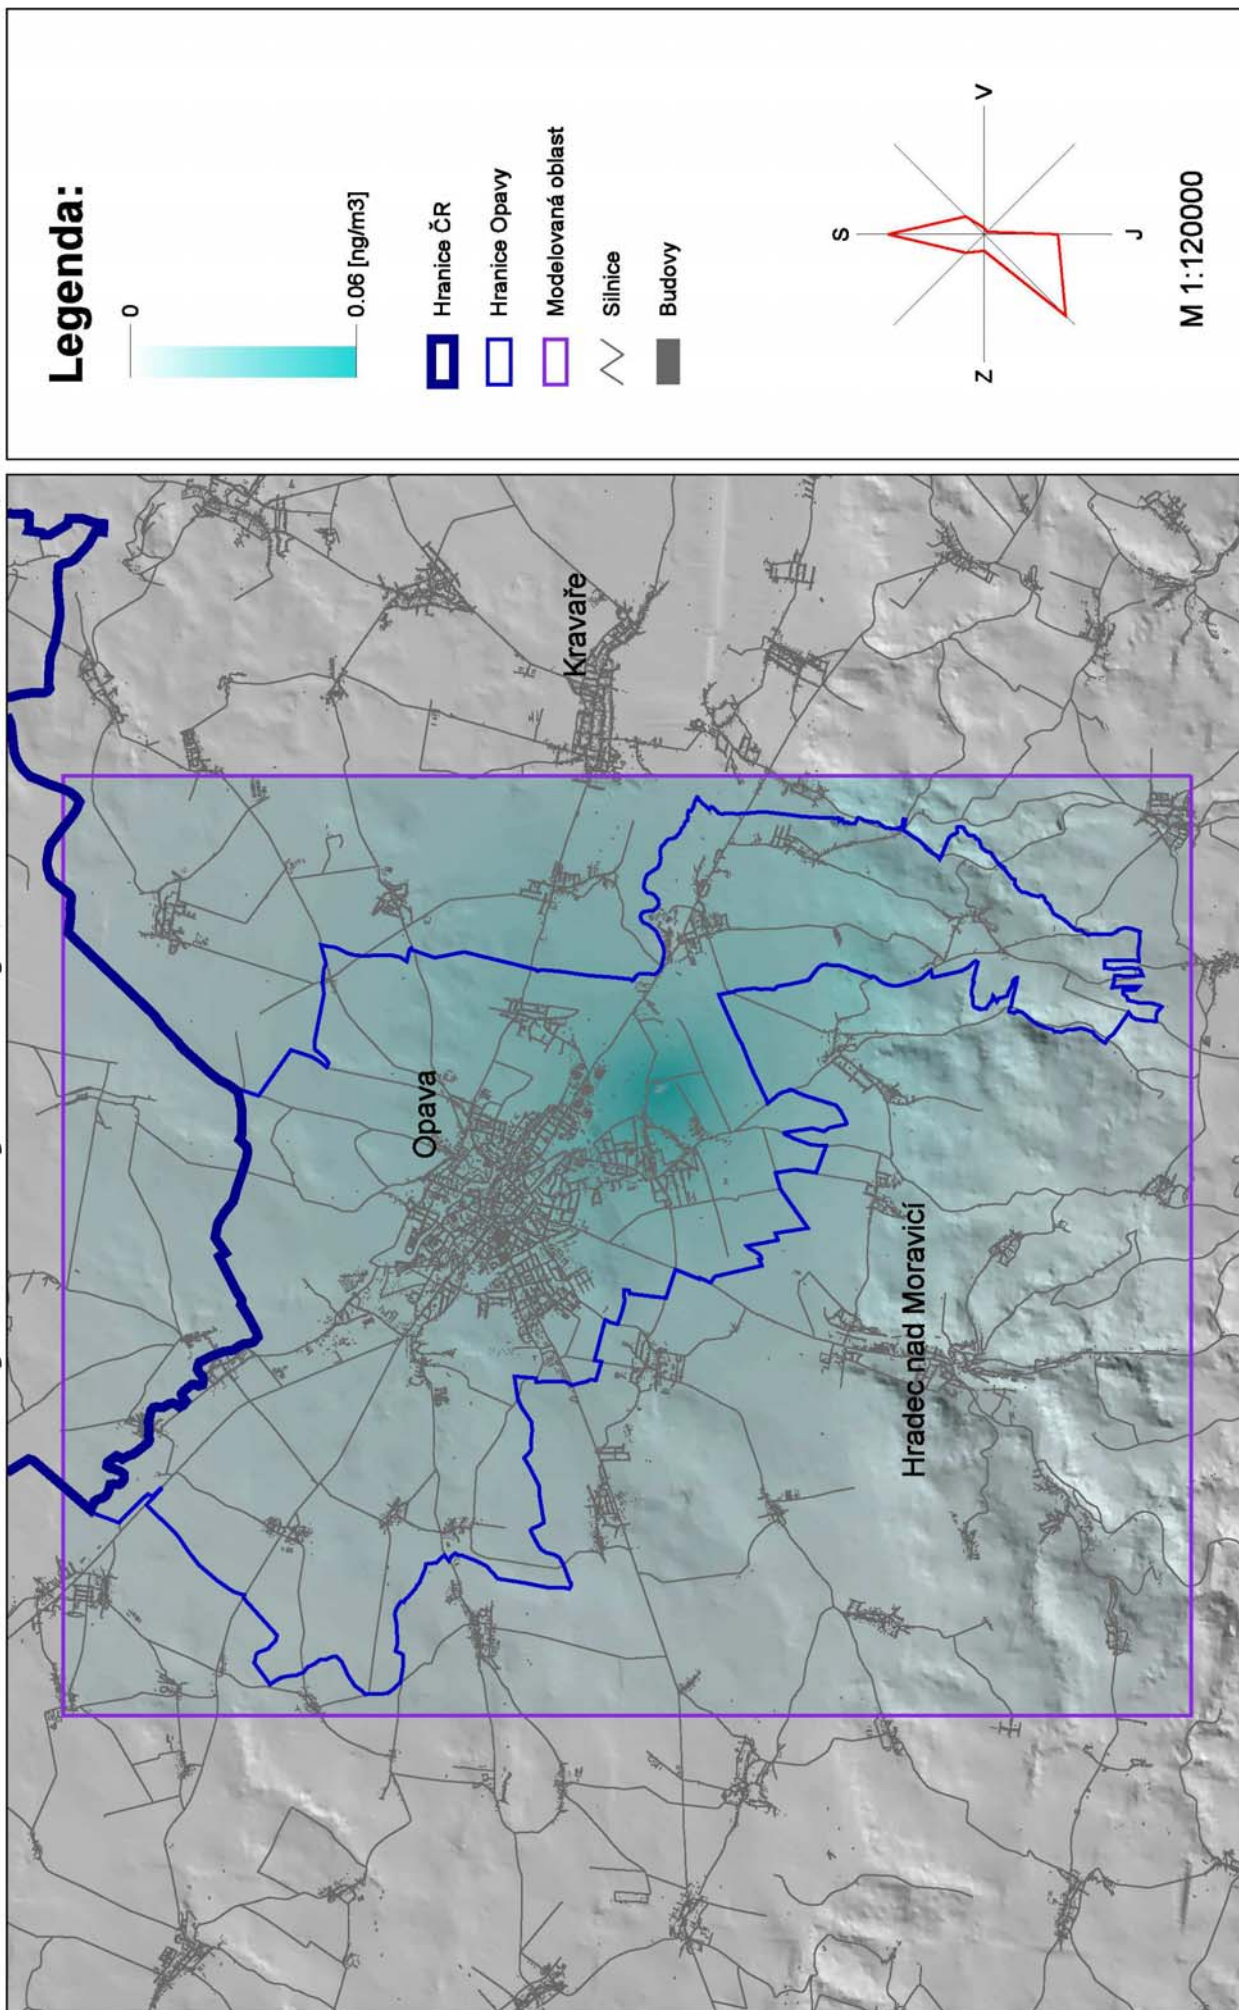 Legenda:
0
0.06 [ng/m3]
Hranice ČR
Hranice Opavy
Modelovaná oblast
Silnice
Budovy
S
V
Z
J
M 1:120000
Opava
Kravaře
Hradec nad Moravicí